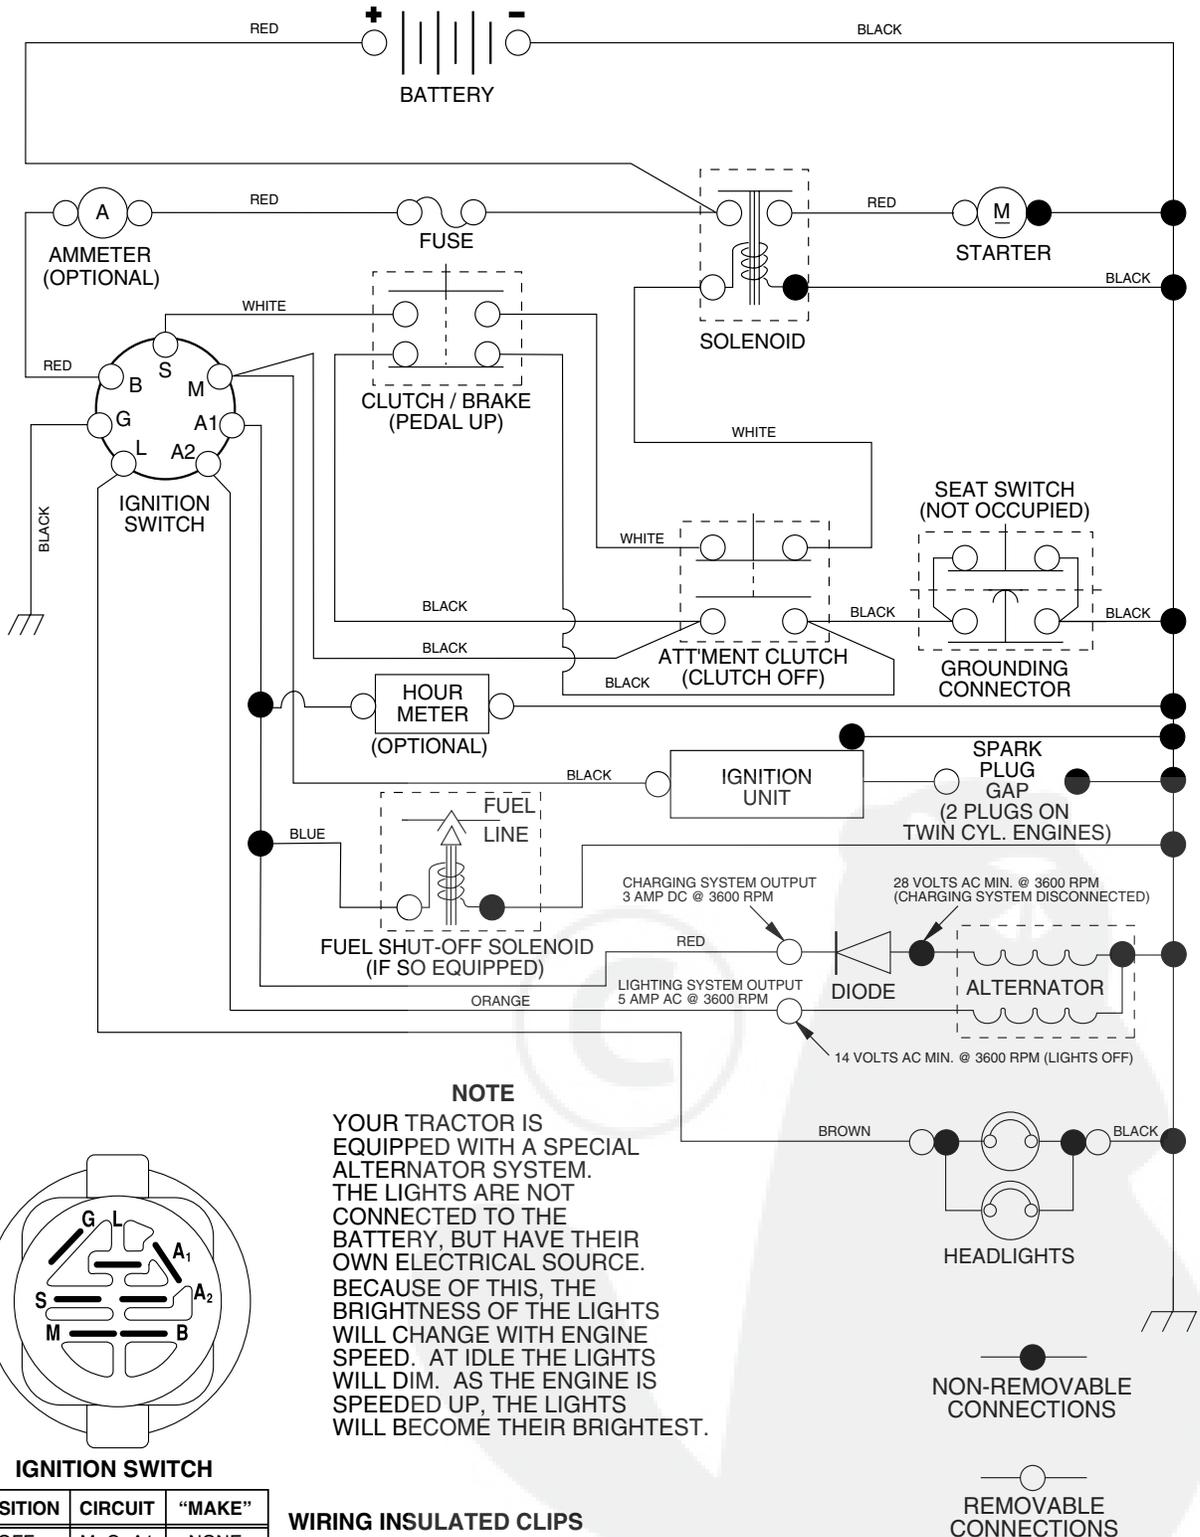 + -
RED
BLACK
BATTERY
A
RED
RED
M
FUSE
AMMETER
(OPTIONAL)
STARTER
BLACK
WHITE
SOLENOID
RED
S
B
M
CLUTCH / BRAKE
(PEDAL UP)
G
A1
L
A2
WHITE
IGNITION
SWITCH
BLACK
SEAT SWITCH
(NOT OCCUPIED)
WHITE
BLACK
BLACK
BLACK
BLACK
ATT'MENT CLUTCH
(CLUTCH OFF)
GROUNDING
CONNECTOR
BLACK
HOUR
METER
(OPTIONAL)
SPARK
PLUG
GAP
(2 PLUGS ON
TWIN CYL. ENGINES)
BLACK
IGNITION
UNIT
FUEL
LINE
BLUE
CHARGING SYSTEM OUTPUT
3 AMP DC @ 3600 RPM
28 VOLTS AC MIN. @ 3600 RPM
(CHARGING SYSTEM DISCONNECTED)
FUEL SHUT-OFF SOLENOID
(IF SO EQUIPPED)
RED
DIODE
ALTERNATOR
LIGHTING SYSTEM OUTPUT
5 AMP AC @ 3600 RPM
ORANGE
14 VOLTS AC MIN. @ 3600 RPM (LIGHTS OFF)
NOTE
YOUR TRACTOR IS
EQUIPPED WITH A SPECIAL
ALTERNATOR SYSTEM.
THE LIGHTS ARE NOT
CONNECTED TO THE
BATTERY, BUT HAVE THEIR
OWN ELECTRICAL SOURCE.
BECAUSE OF THIS, THE
BRIGHTNESS OF THE LIGHTS
WILL CHANGE WITH ENGINE
SPEED. AT IDLE THE LIGHTS
WILL DIM. AS THE ENGINE IS
SPEEDED UP, THE LIGHTS
WILL BECOME THEIR BRIGHTEST.
BROWN
BLACK
HEADLIGHTS
G L
A1
S
A2
M
B
IGNITION SWITCH
NON-REMOVABLE
CONNECTIONS
REMOVABLE
CONNECTIONS
SITION CIRCUIT “MAKE”
WIRING INSULATED CLIPS
©